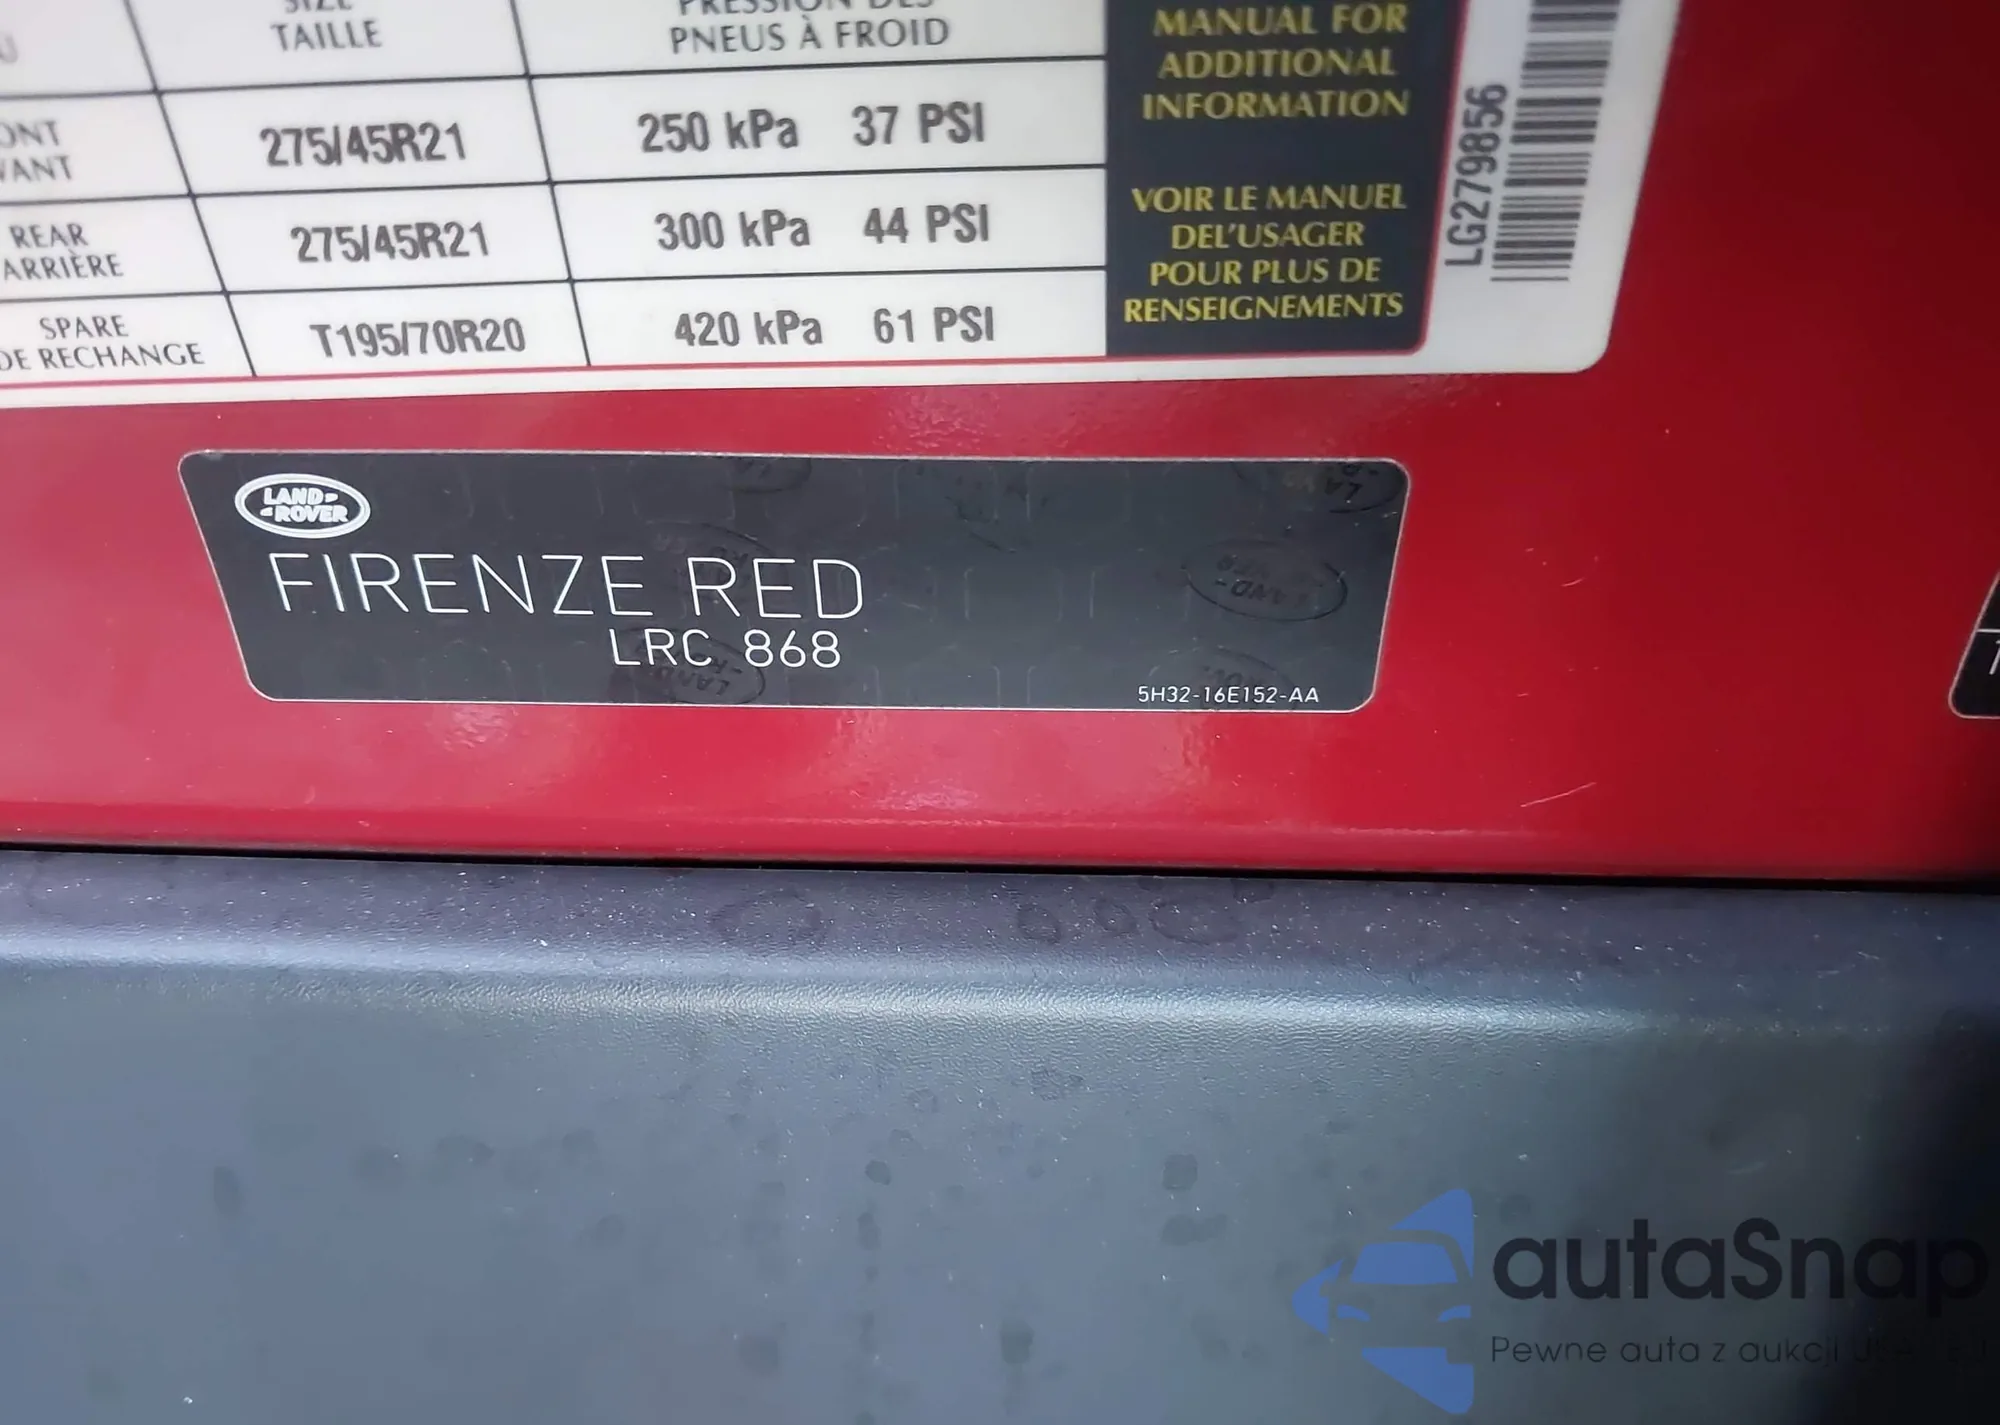 TAILLE
PNEUS À FROID
275/45R21
250 kPa 37 PSI
REAR
ARRIÈRE
275/45R21
300 kPa 44 PSI
SPARE
DE RECHANGE
T195/70R20
420 kPa 61 PSI
MANUAL FOR
ADDITIONAL
INFORMATION
VOIR LE MANUEL
DEL'USAGER
POUR PLUS DE
RENSEIGNEMENTS
LG279856
LAND-
-ROVER
FIRENZE RED
LRC 868
5H32-16E152-AA
autaSnap
Pewne auta z aukcji